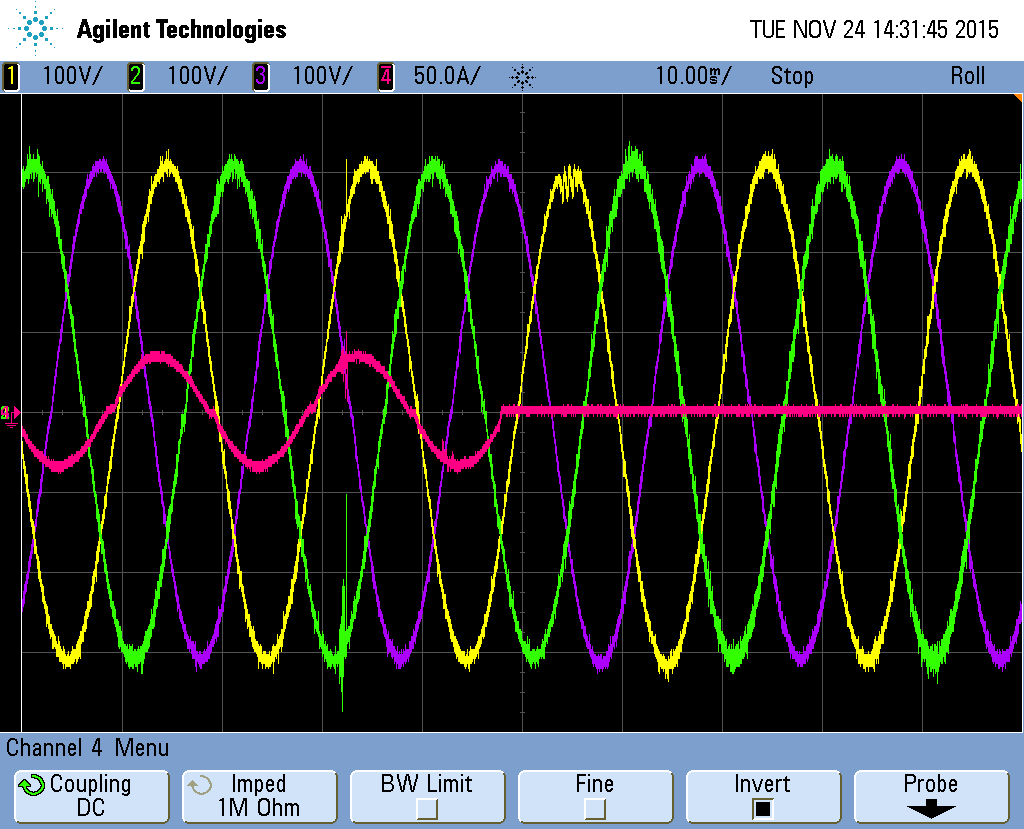 Agilent Technologies TUE NOV 24 14:31:45 2015
1 100V/ 2 100V/ 3 100V/ 4 50.0A/ 10.00ms/ Stop Roll
Channel 4 Menu
Coupling Imped BW Limit Fine Invert Probe
DC 1M Ohm